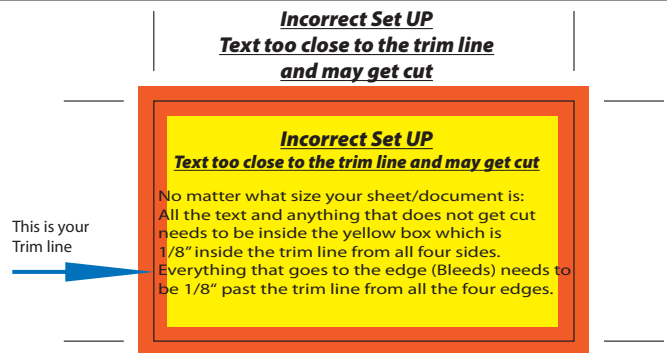 Incorrect Set UP
Text too close to the trim line
and may get cut
Incorrect Set UP
Text too close to the trim line and may get cut
No matter what size your sheet/document is:
All the text and anything that does not get cut
needs to be inside the yellow box which is
1/8” inside the trim line from all four sides.
Everything that goes to the edge (Bleeds) needs to
be 1/8“ past the trim line from all the four edges.
This is your
Trim line